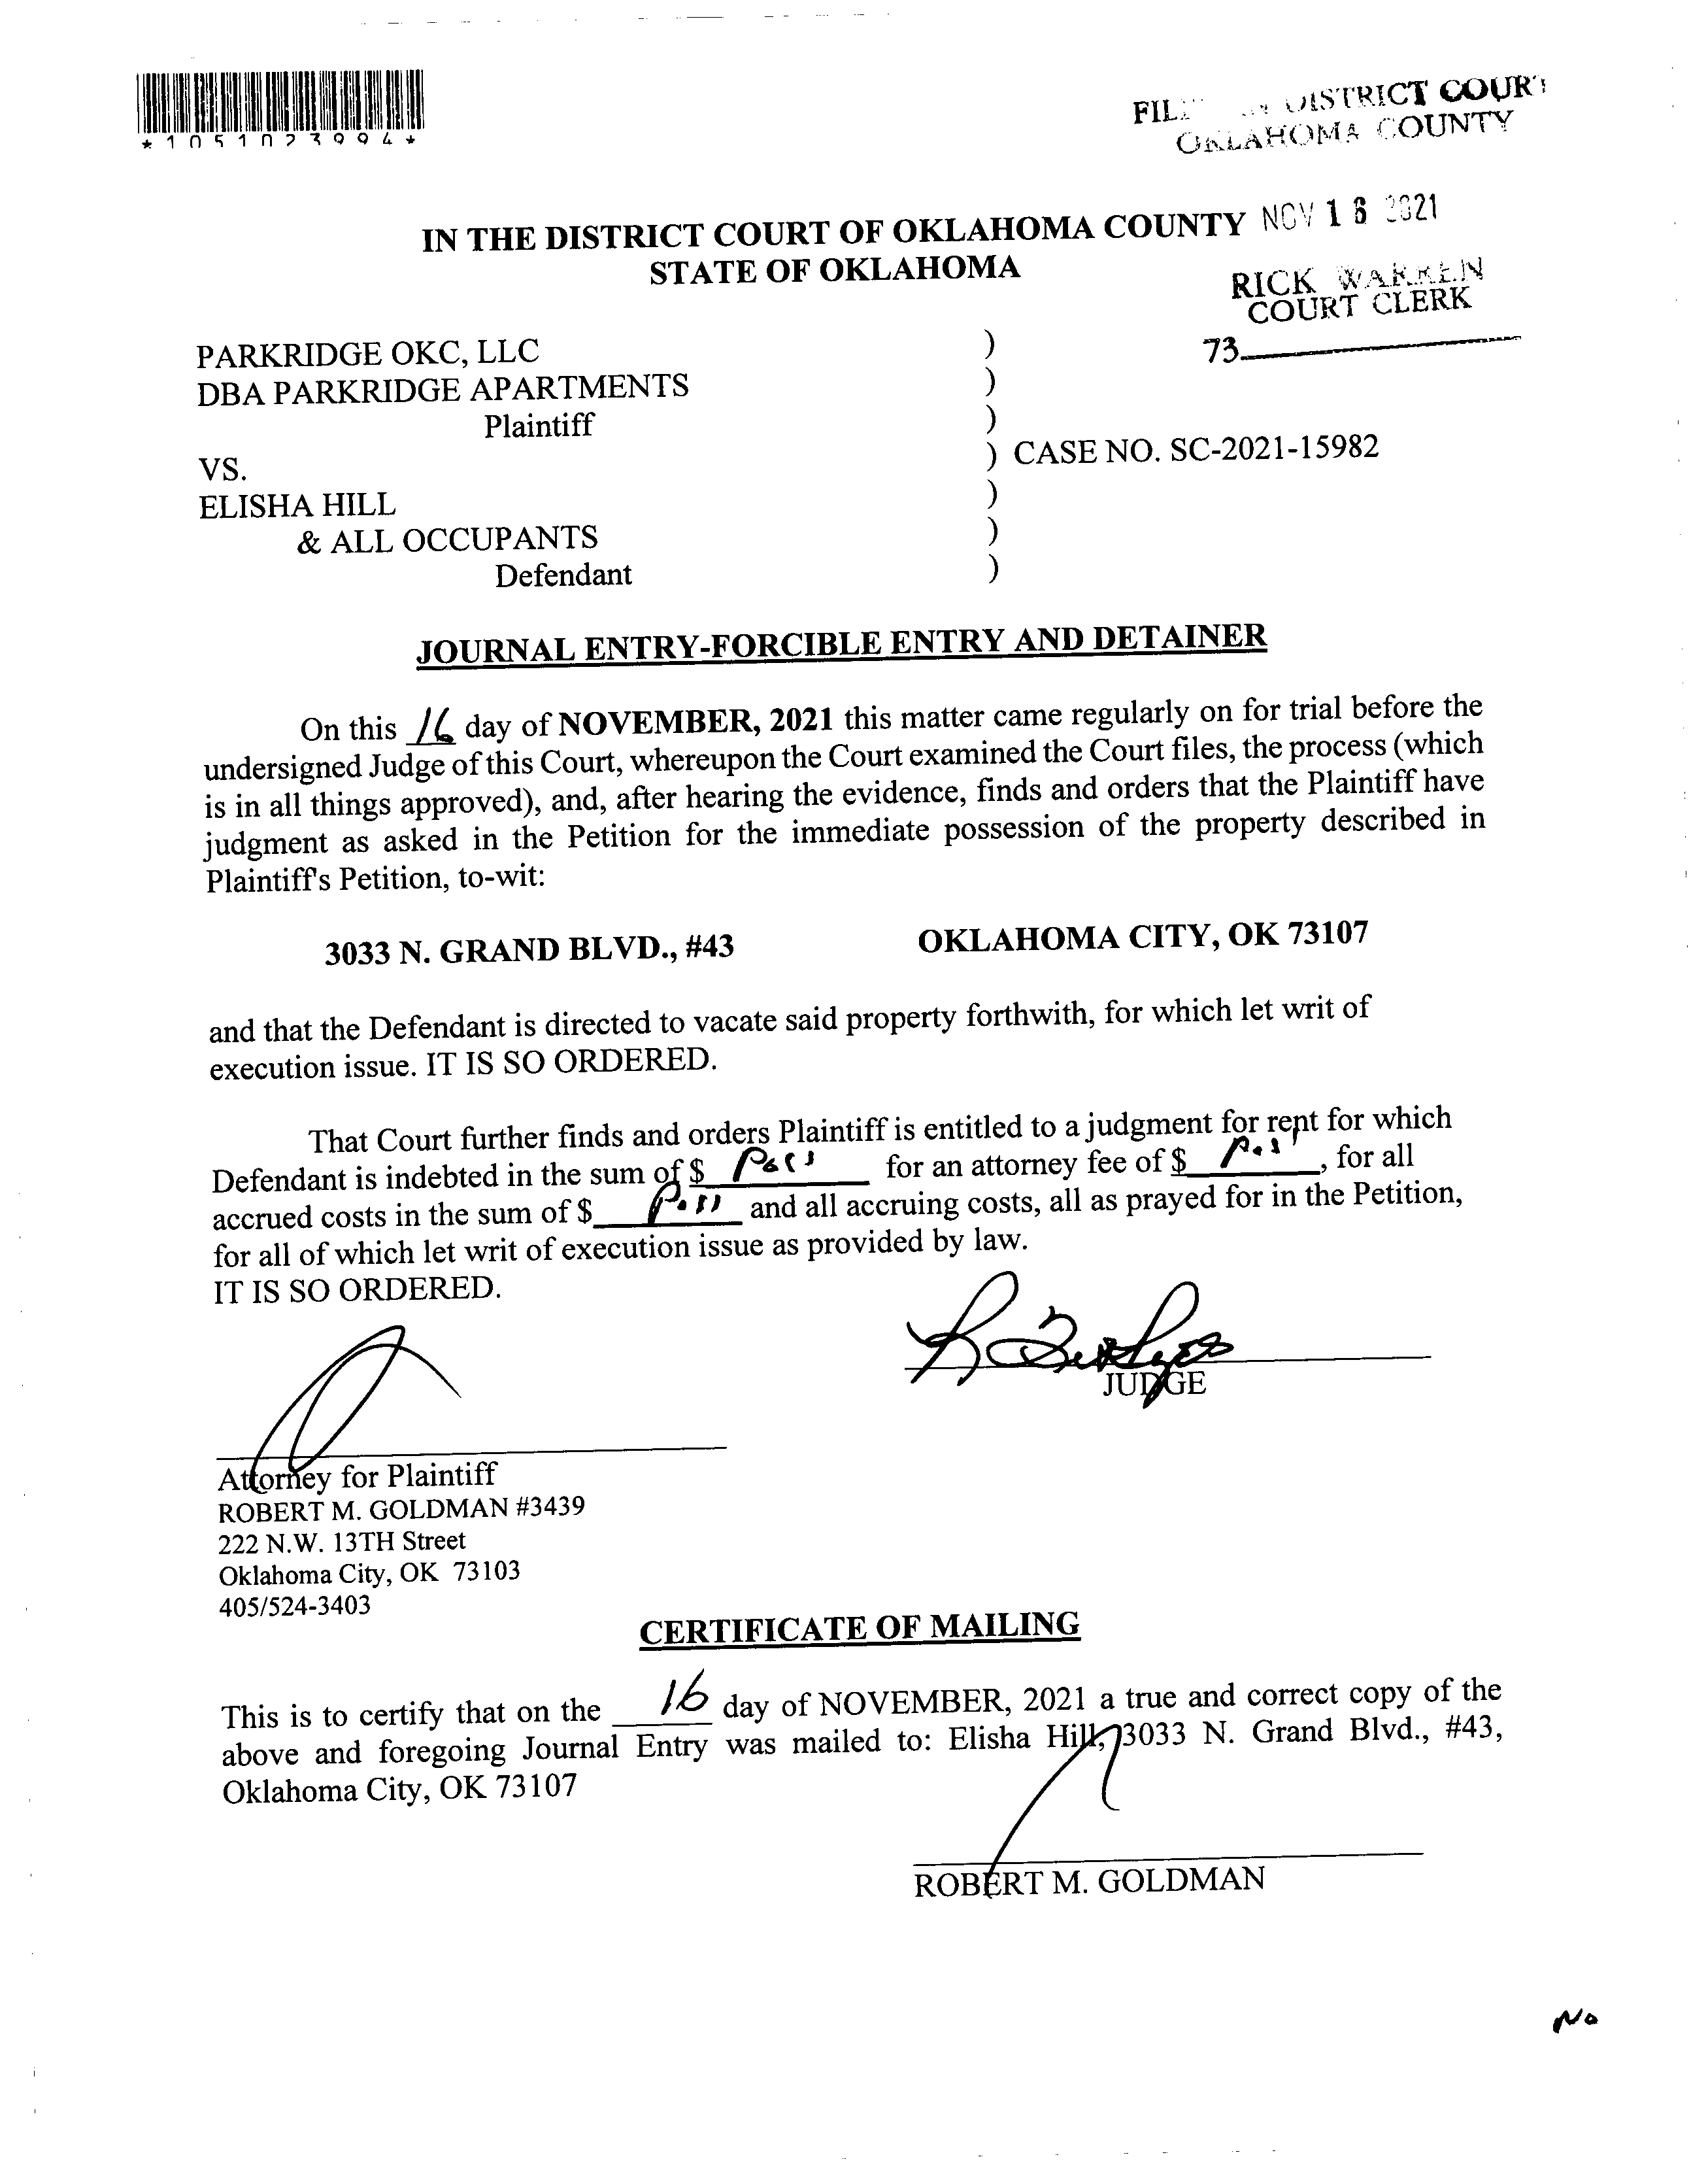 *1051023994*
FIL DISTRICT COURT
OKLAHOMA COUNTY
IN THE DISTRICT COURT OF OKLAHOMA COUNTY NOV 16 2021
STATE OF OKLAHOMA
RICK WARREN
COURT CLERK
73
PARKRIDGE OKC, LLC )
DBA PARKRIDGE APARTMENTS )
Plaintiff )
VS. ) CASE NO. SC-2021-15982
ELISHA HILL )
& ALL OCCUPANTS )
Defendant )
JOURNAL ENTRY-FORCIBLE ENTRY AND DETAINER
On this 16 day of NOVEMBER, 2021 this matter came regularly on for trial before the
undersigned Judge of this Court, whereupon the Court examined the Court files, the process (which
is in all things approved), and, after hearing the evidence, finds and orders that the Plaintiff have
judgment as asked in the Petition for the immediate possession of the property described in
Plaintiff's Petition, to-wit:
3033 N. GRAND BLVD., #43 OKLAHOMA CITY, OK 73107
and that the Defendant is directed to vacate said property forthwith, for which let writ of
execution issue. IT IS SO ORDERED.
That Court further finds and orders Plaintiff is entitled to a judgment for rent for which
Defendant is indebted in the sum of $ for an attorney fee of $ , for all
accrued costs in the sum of $ and all accruing costs, all as prayed for in the Petition,
for all of which let writ of execution issue as provided by law.
IT IS SO ORDERED.
JUDGE
Attorney for Plaintiff
ROBERT M. GOLDMAN #3439
222 N.W. 13TH Street
Oklahoma City, OK 73103
405/524-3403
CERTIFICATE OF MAILING
This is to certify that on the 16 day of NOVEMBER, 2021 a true and correct copy of the
above and foregoing Journal Entry was mailed to: Elisha Hill, 3033 N. Grand Blvd., #43,
Oklahoma City, OK 73107
ROBERT M. GOLDMAN
No